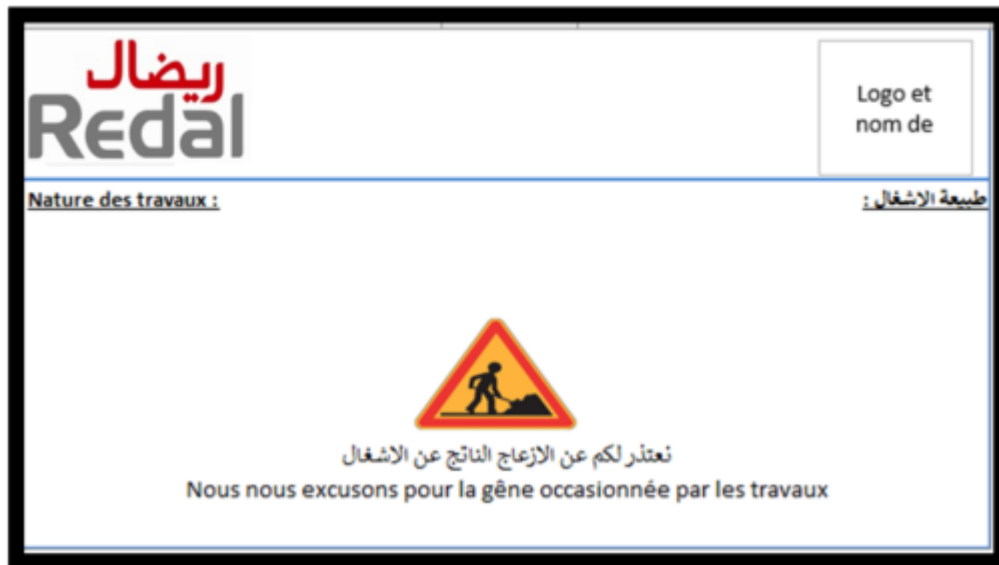 ريضال
Redal
Logo et
nom de
Nature des travaux :
طبيعة الاشغال :
نعتذر لكم عن الازعاج الناتج عن الاشغال
Nous nous excusons pour la gêne occasionnée par les travaux